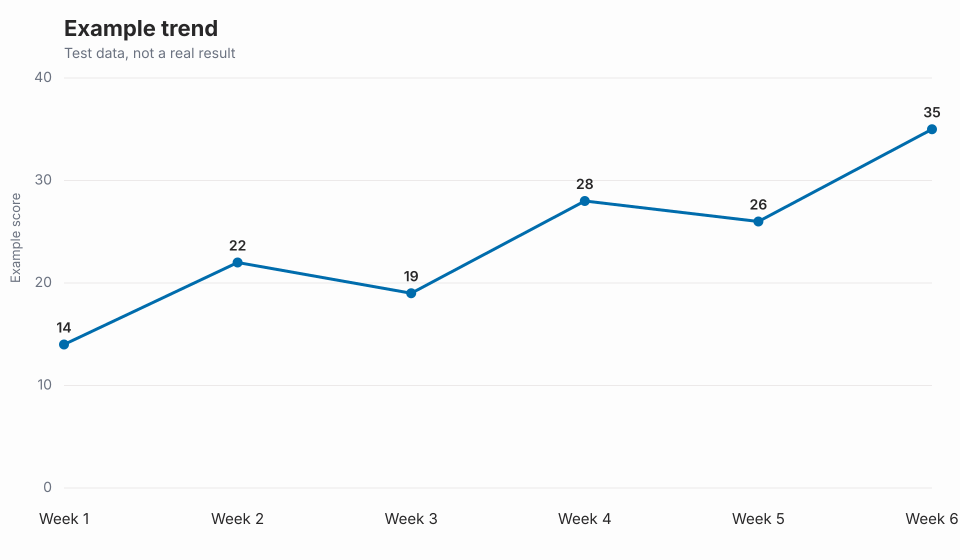 Example trend
Test data, not a real result
40
35
30
28
26
22
19
20
14
10
0
Example score
Week 1 Week 2 Week 3 Week 4 Week 5 Week 6